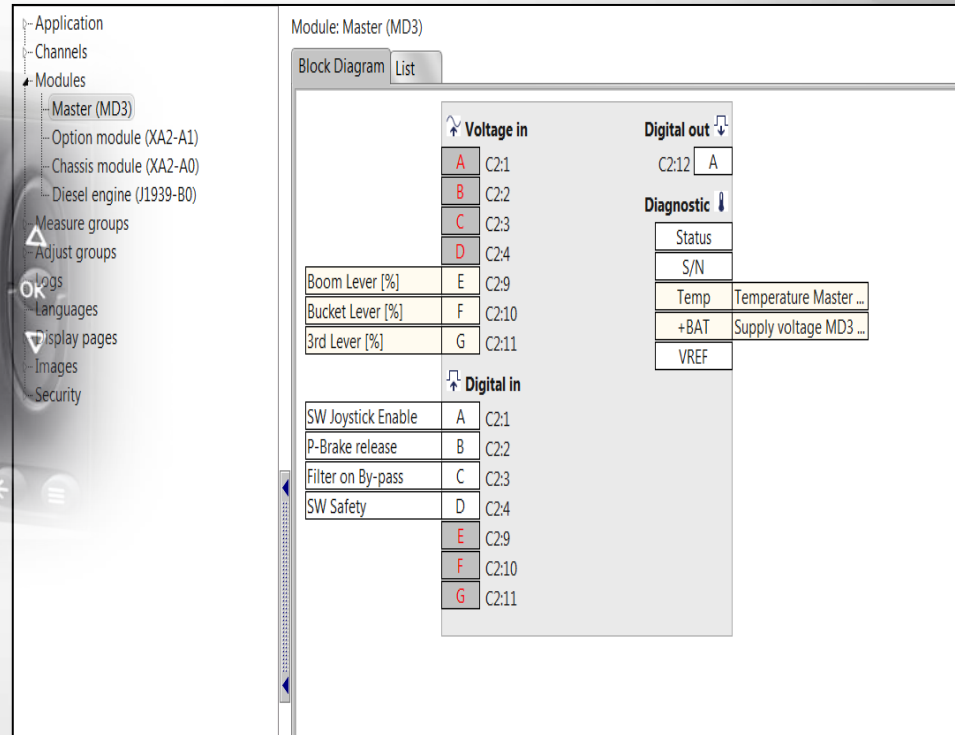 Application
Channels
Modules
Master (MD3)
Option module (XA2-A1)
Chassis module (XA2-A0)
Diesel engine (J1939-B0)
Measure groups
Adjust groups
Logs
OK
Languages
Display pages
Images
Security
Module: Master (MD3)
Block Diagram List
Voltage in
A C2:1
B C2:2
C C2:3
D C2:4
Boom Lever [%] E C2:9
Bucket Lever [%] F C2:10
3rd Lever [%] G C2:11
Digital in
SW Joystick Enable A C2:1
P-Brake release B C2:2
Filter on By-pass C C2:3
SW Safety D C2:4
E C2:9
F C2:10
G C2:11
Digital out
C2:12 A
Diagnostic
Status
S/N
Temp Temperature Master ...
+BAT Supply voltage MD3 ...
VREF